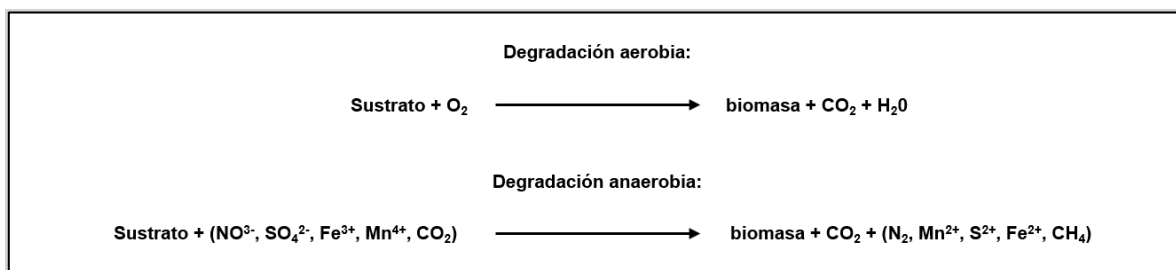 Degradación aerobia:
Sustrato + O₂ ⟶ biomasa + CO₂ + H₂0
Degradación anaerobia:
Sustrato + (NO³⁻, SO₄²⁻, Fe³⁺, Mn⁴⁺, CO₂) ⟶ biomasa + CO₂ + (N₂, Mn²⁺, S²⁺, Fe²⁺, CH₄)